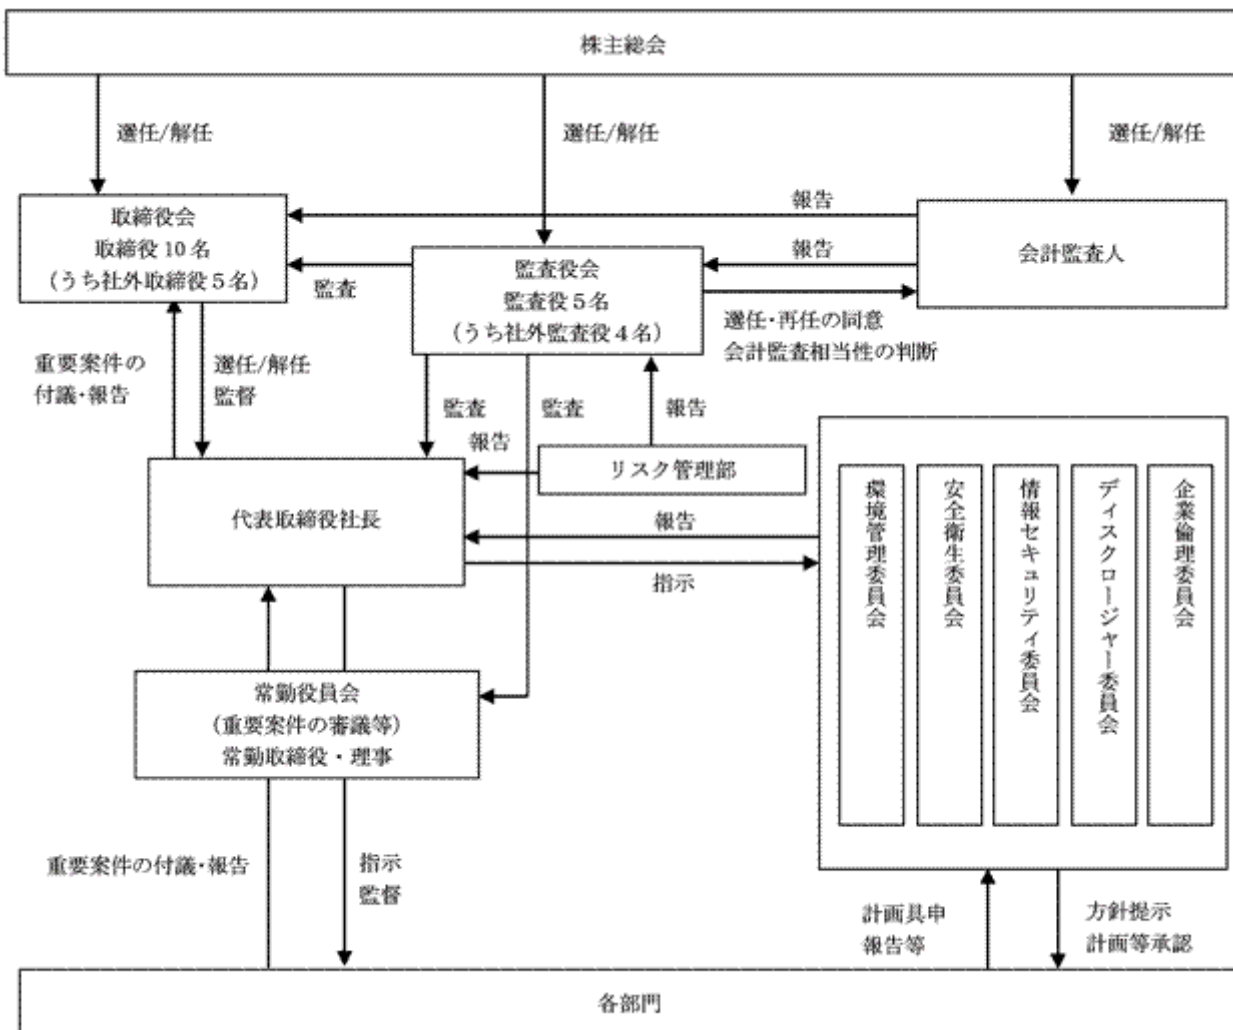 株主総会
選任/解任
選任/解任
選任/解任
取締役会
取締役10名
（うち社外取締役５名）
報告
会計監査人
監査
監査役会
監査役５名
（うち社外監査役４名）
報告
選任・再任の同意
会計監査相当性の判断
重要案件の
付議・報告
選任/解任
監督
監査
監査
報告
報告
リスク管理部
代表取締役社長
報告
指示
環境管理委員会
安全衛生委員会
情報セキュリティ委員会
ディスクロージャー委員会
企業倫理委員会
常勤役員会
（重要案件の審議等）
常勤取締役・理事
重要案件の付議・報告
指示
監督
計画具申
報告等
方針提示
計画等承認
各部門